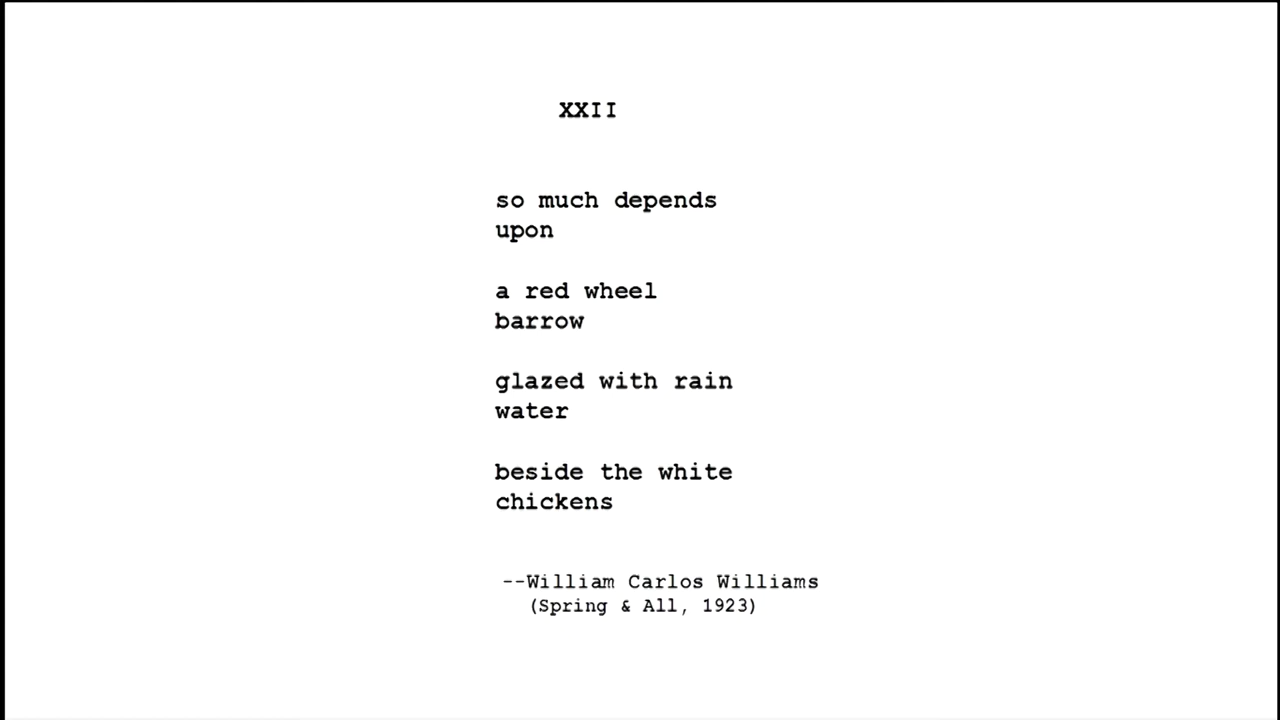 XXII
so much depends
upon
a red wheel
barrow
glazed with rain
water
beside the white
chickens
--William Carlos Williams
(Spring & All, 1923)